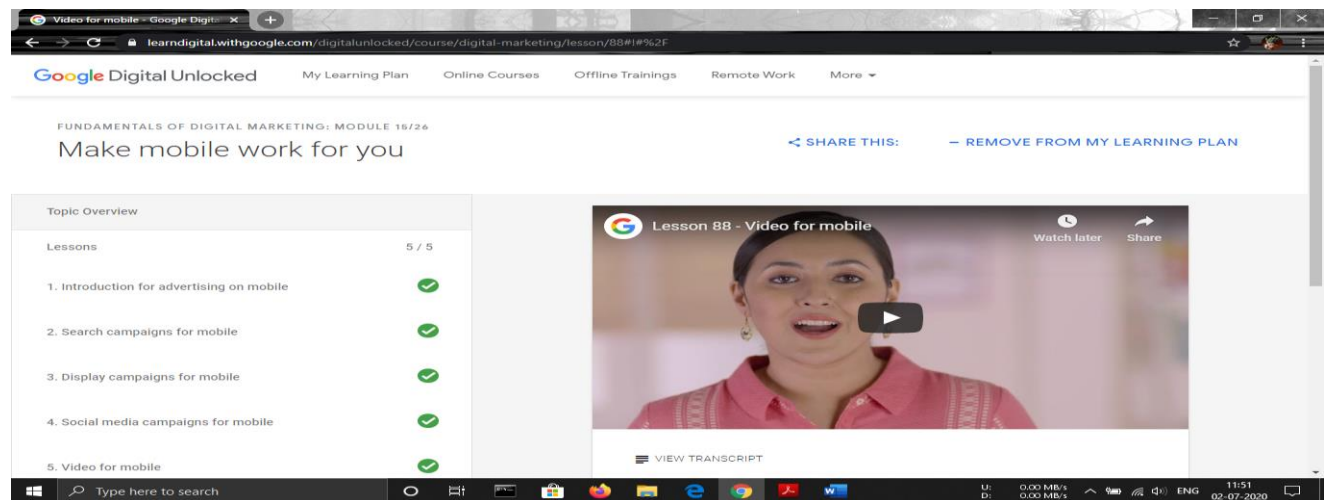 Video for mobile - Google Digit
learndigital.withgoogle.com/digitalunlocked/course/digital-marketing/lesson/88#!#%2F
Google Digital Unlocked My Learning Plan Online Courses Offline Trainings Remote Work More
FUNDAMENTALS OF DIGITAL MARKETING: MODULE 15/26
Make mobile work for you
SHARE THIS: – REMOVE FROM MY LEARNING PLAN
Topic Overview
Lessons 5 / 5
1. Introduction for advertising on mobile
2. Search campaigns for mobile
3. Display campaigns for mobile
4. Social media campaigns for mobile
5. Video for mobile
G Lesson 88 - Video for mobile
Watch later Share
VIEW TRANSCRIPT
Type here to search
U: 0.00 MB/s
D: 0.00 MB/s
ENG
11:51
02-07-2020